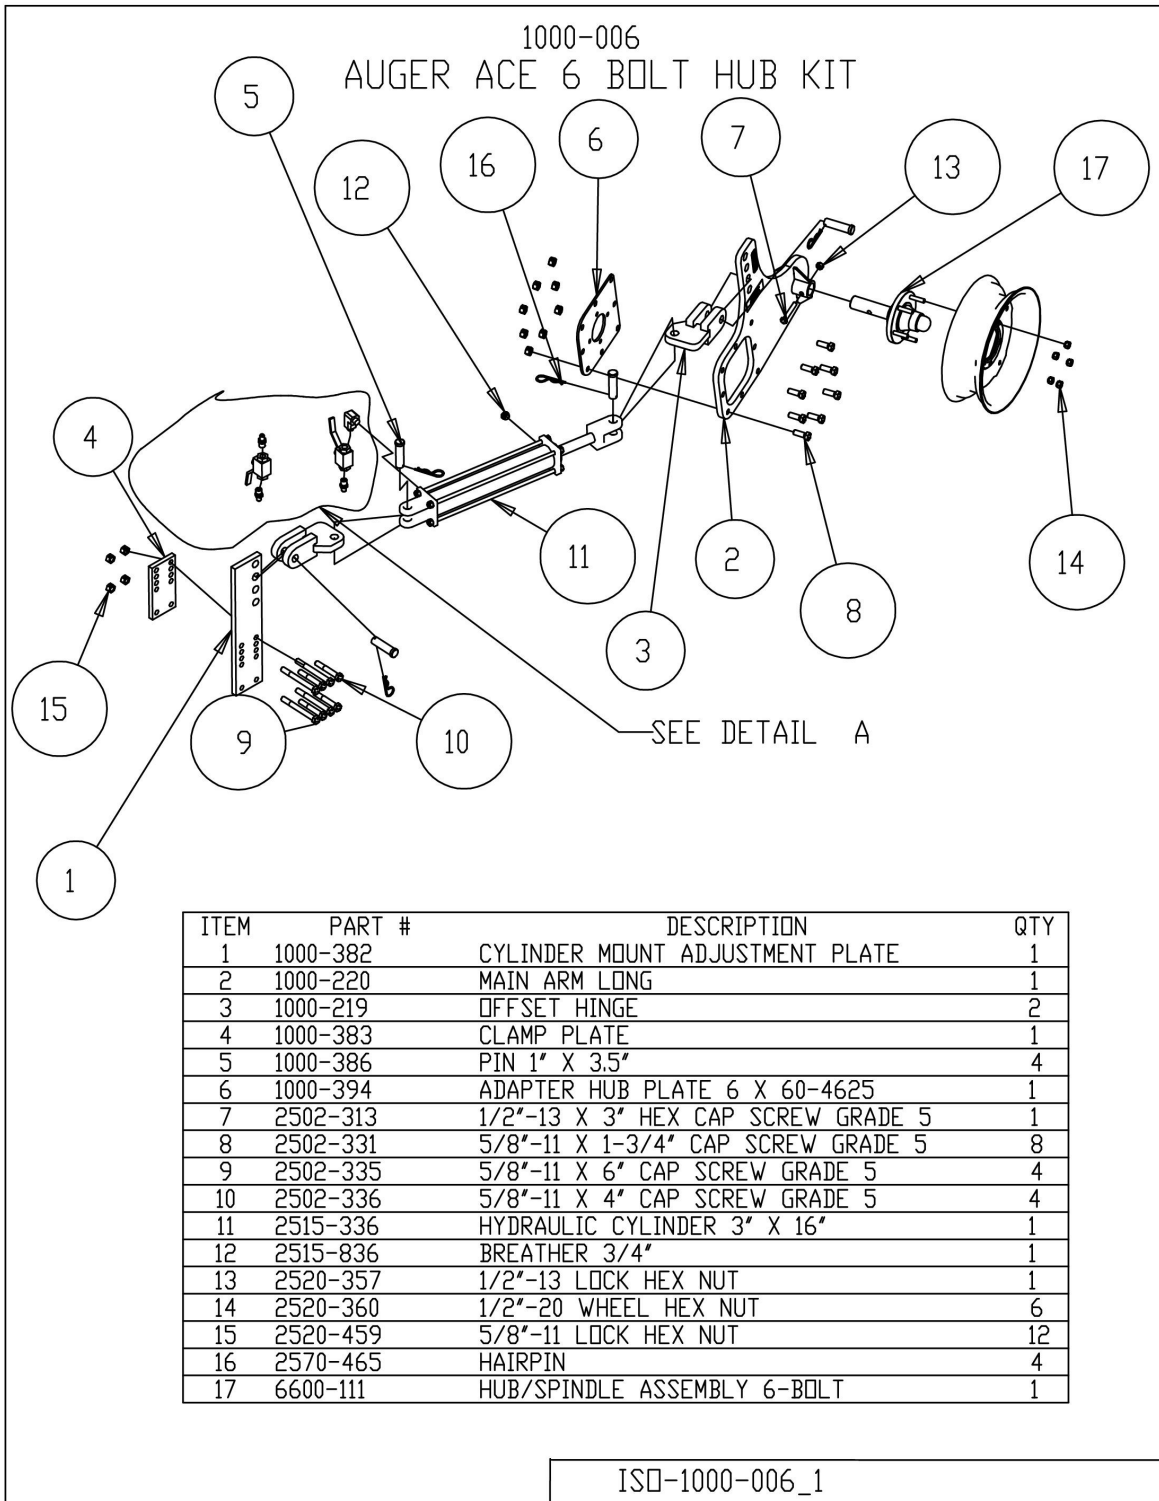 1000-006
AUGER ACE 6 BOLT HUB KIT
5
6
7
12
16
13
17
4
11
2
14
8
3
15
9
10
SEE DETAIL A
1
ITEM PART # DESCRIPTION QTY
1 1000-382 CYLINDER MOUNT ADJUSTMENT PLATE 1
2 1000-220 MAIN ARM LONG 1
3 1000-219 OFFSET HINGE 2
4 1000-383 CLAMP PLATE 1
5 1000-386 PIN 1" X 3.5" 4
6 1000-394 ADAPTER HUB PLATE 6 X 60-4625 1
7 2502-313 1/2"-13 X 3" HEX CAP SCREW GRADE 5 1
8 2502-331 5/8"-11 X 1-3/4" CAP SCREW GRADE 5 8
9 2502-335 5/8"-11 X 6" CAP SCREW GRADE 5 4
10 2502-336 5/8"-11 X 4" CAP SCREW GRADE 5 4
11 2515-336 HYDRAULIC CYLINDER 3" X 16" 1
12 2515-836 BREATHER 3/4" 1
13 2520-357 1/2"-13 LOCK HEX NUT 1
14 2520-360 1/2"-20 WHEEL HEX NUT 6
15 2520-459 5/8"-11 LOCK HEX NUT 12
16 2570-465 HAIRPIN 4
17 6600-111 HUB/SPINDLE ASSEMBLY 6-BOLT 1
ISO-1000-006_1